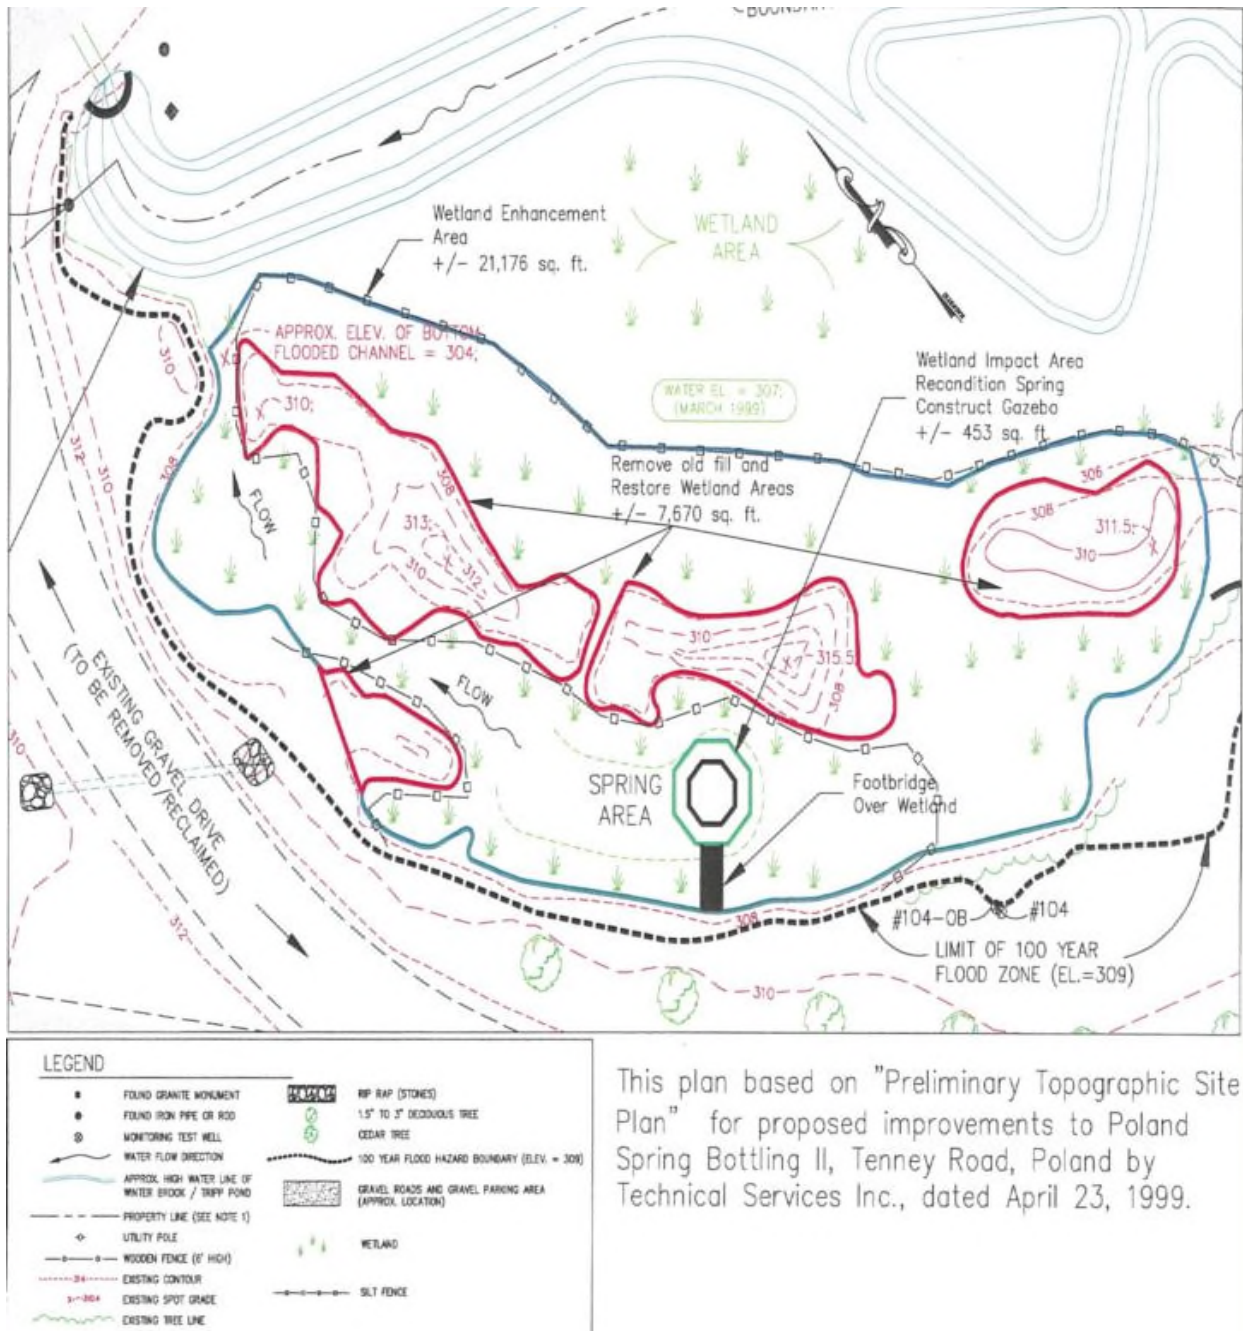 BOUNDAR
Wetland Enhancement
Area
+/- 21,176 sq. ft.
WETLAND
AREA
APPROX. ELEV. OF BOTTOM
FLOODED CHANNEL = 304;
310
310;
WATER EL. = 307;
(MARCH 1999)
Wetland Impact Area
Recondition Spring
Construct Gazebo
+/- 453 sq. ft.
Remove old fill and
Restore Wetland Areas
+/- 7,670 sq. ft.
312
310
308
308
306
308
311.5;
310
FLOW
313;
312
310
310
315.5
308
FLOW
EXISTING GRAVEL DRIVE
(TO BE REMOVED/RECLAIMED)
310
SPRING
AREA
Footbridge
Over Wetland
308
#104-OB
#104
LIMIT OF 100 YEAR
FLOOD ZONE (EL.=309)
312
310
LEGEND
FOUND GRANITE MONUMENT
FOUND IRON PIPE OR ROD
MONITORING TEST WELL
WATER FLOW DIRECTION
APPROX. HIGH WATER LINE OF
WINTER BROOK / TRIPP POND
PROPERTY LINE (SEE NOTE 1)
UTILITY POLE
WOODEN FENCE (6' HIGH)
314
EXISTING CONTOUR
EXISTING SPOT GRADE
EXISTING TREE LINE
RIP RAP (STONES)
1.5" TO 3" DECIDUOUS TREE
CEDAR TREE
100 YEAR FLOOD HAZARD BOUNDARY (ELEV. = 309)
GRAVEL ROADS AND GRAVEL PARKING AREA
(APPROX. LOCATION)
WETLAND
SILT FENCE
This plan based on "Preliminary Topographic Site
Plan" for proposed improvements to Poland
Spring Bottling II, Tenney Road, Poland by
Technical Services Inc., dated April 23, 1999.